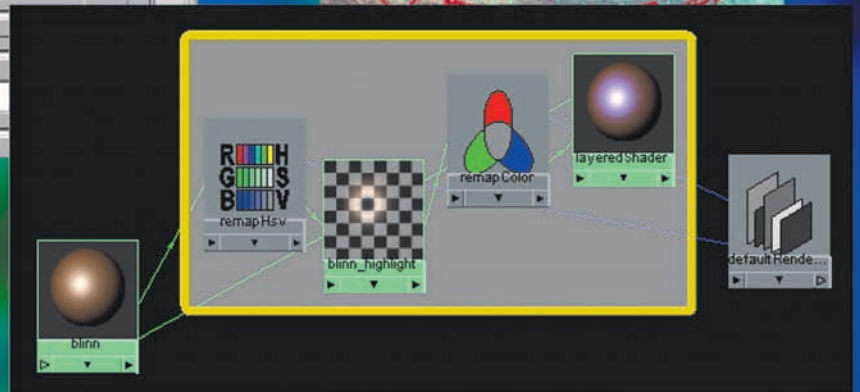 R H
G S
B V
remapHsv
blinn_highlight
remapColor
layeredShader
defaultRende...
blinn